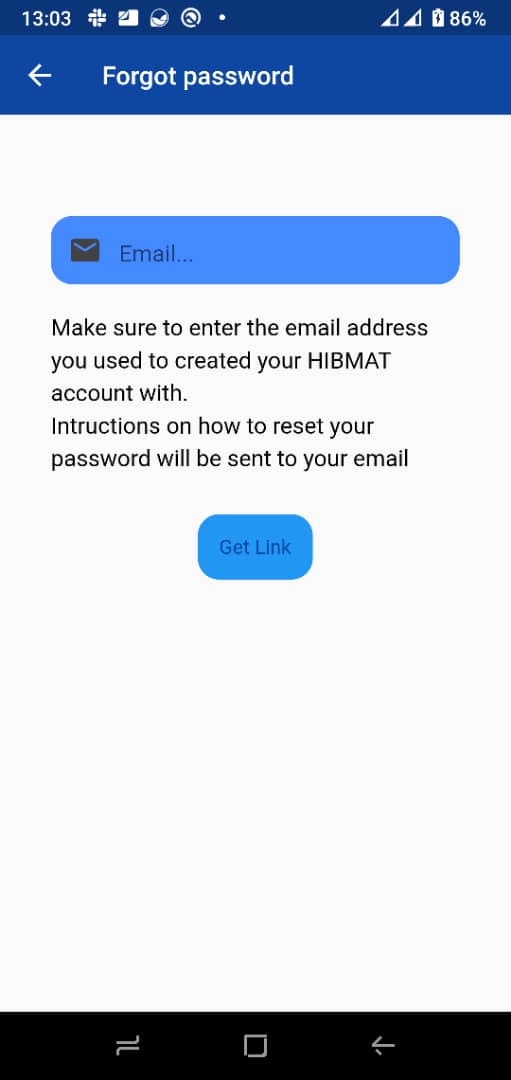 13:03
86%
Forgot password
Email...
Make sure to enter the email address
you used to created your HIBMAT
account with.
Intructions on how to reset your
password will be sent to your email
Get Link